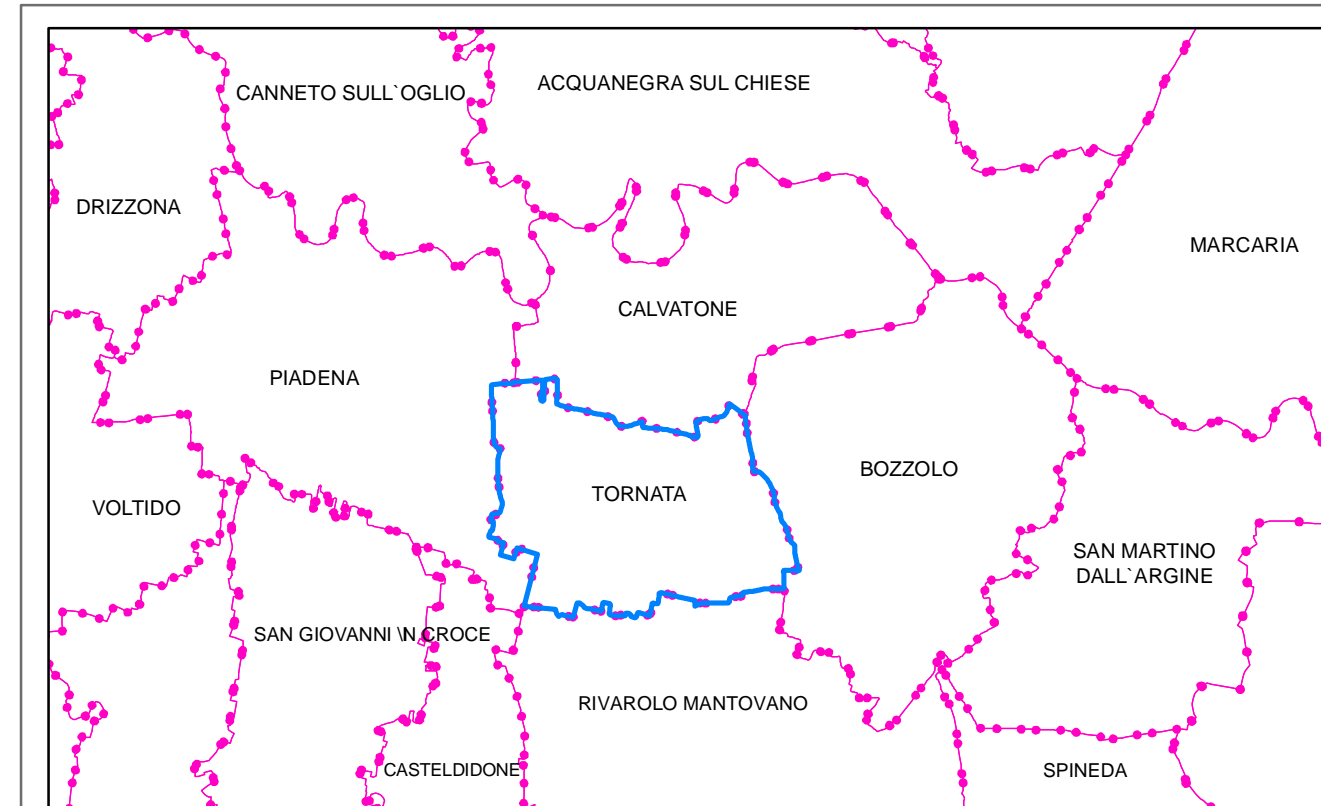 CANNETO SULL`OGLIO
ACQUANEGRA SUL CHIESE
DRIZZONA
MARCARIA
CALVATONE
PIADENA
BOZZOLO
TORNATA
VOLTIDO
SAN MARTINO
DALL`ARGINE
SAN GIOVANNI \N CROCE
RIVAROLO MANTOVANO
CASTELDIDONE
SPINEDA